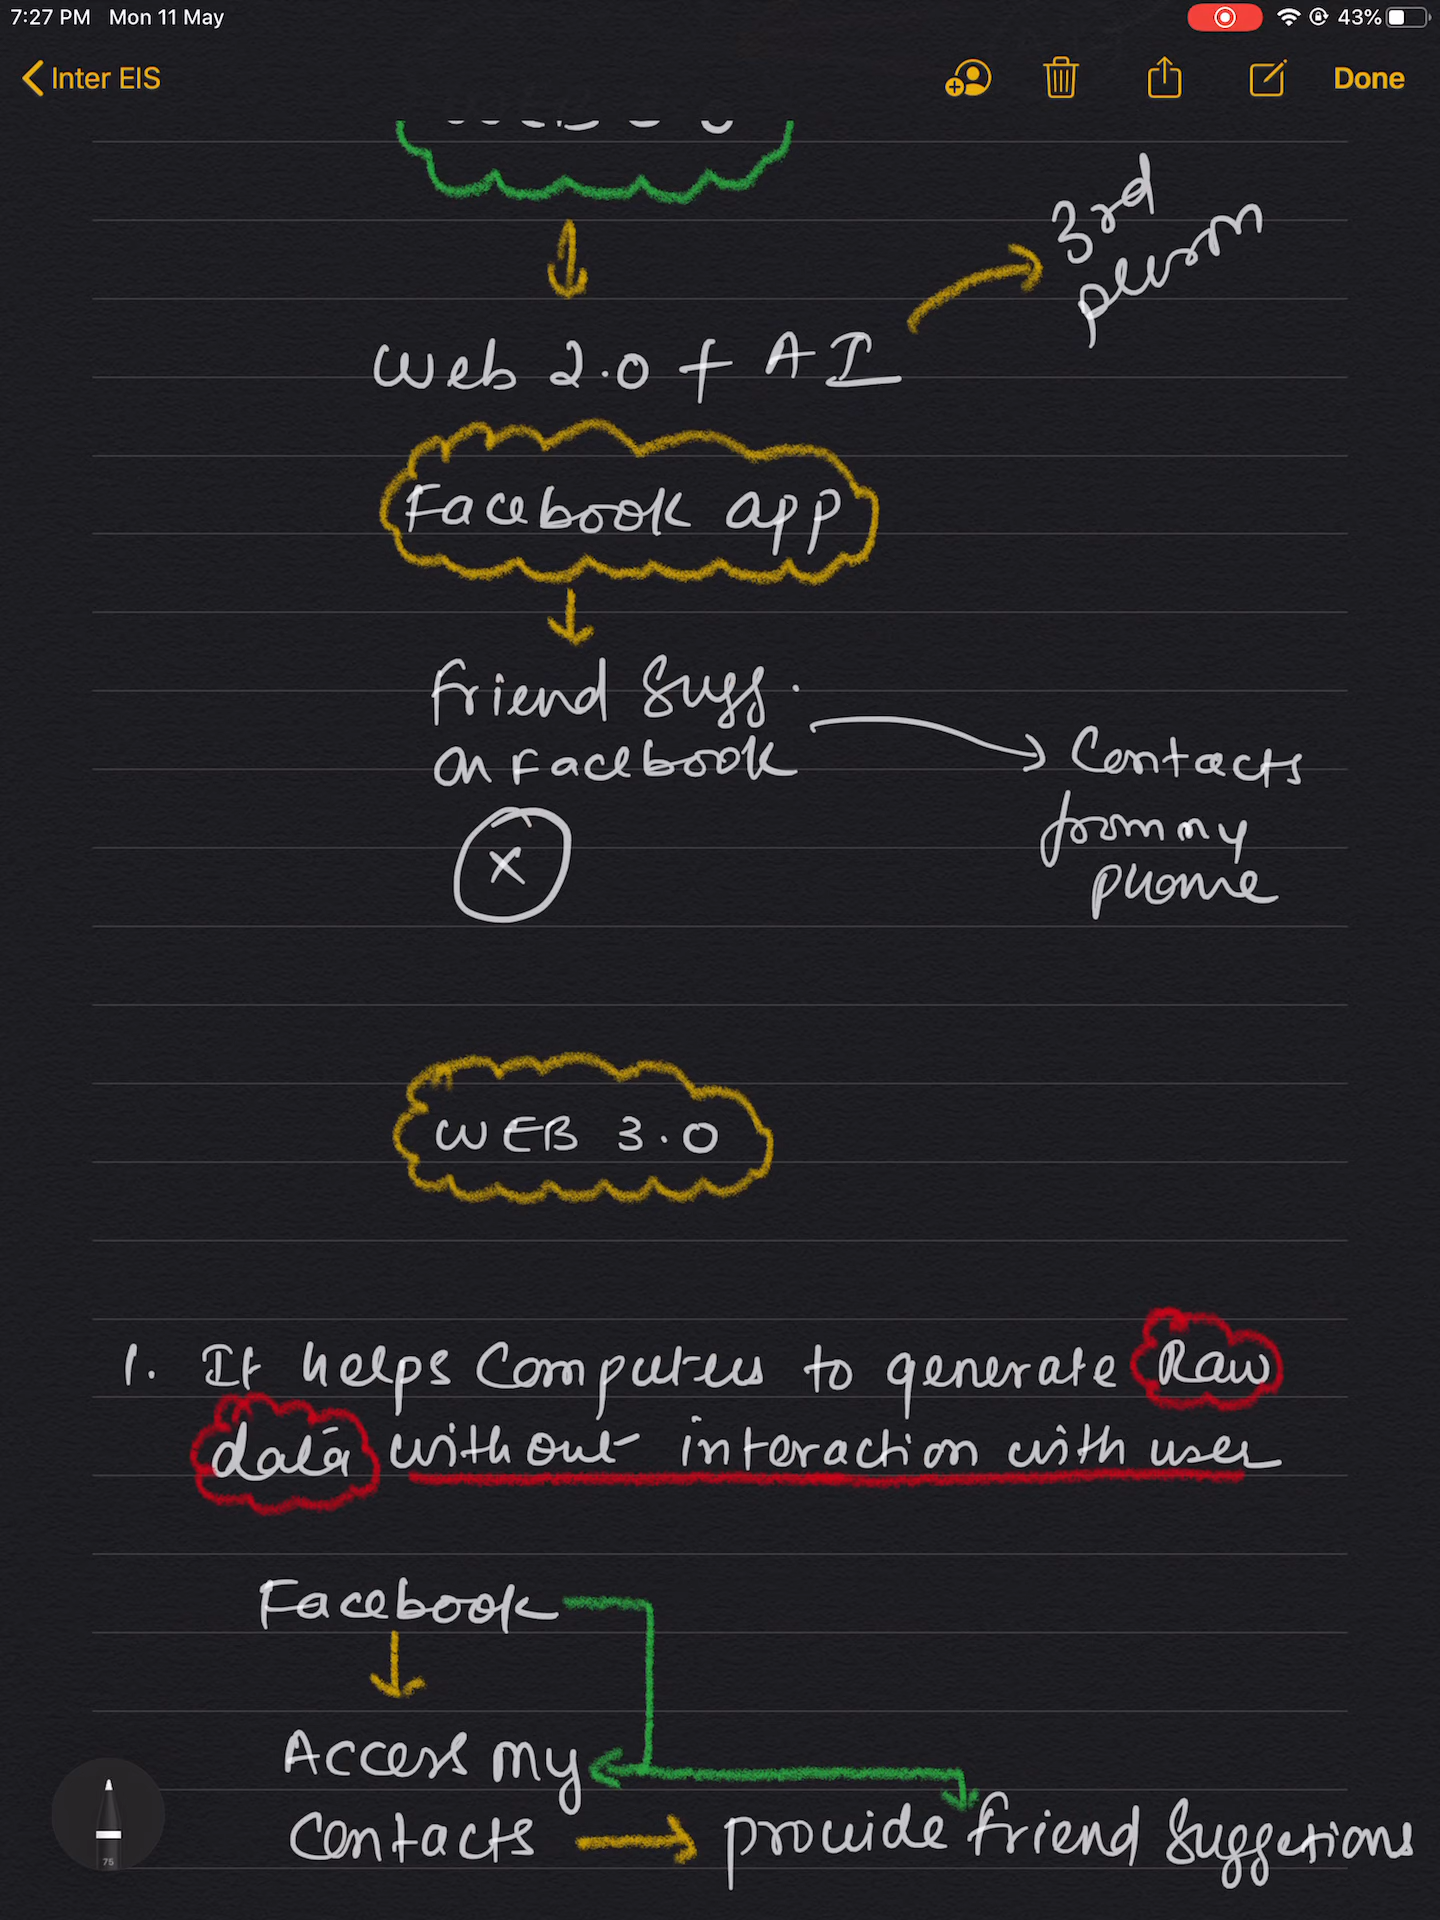 7:27 PM Mon 11 May
43%
Inter EIS
Done
3rd
person
Web 2.0 + AI
Facebook app
Friend Sugg.
on Facebook
Contacts
from my
phone
X
WEB 3.0
1. It helps Computers to generate Raw
data without interaction with user
Facebook
Access my
Contacts → provide friend Suggestions
75